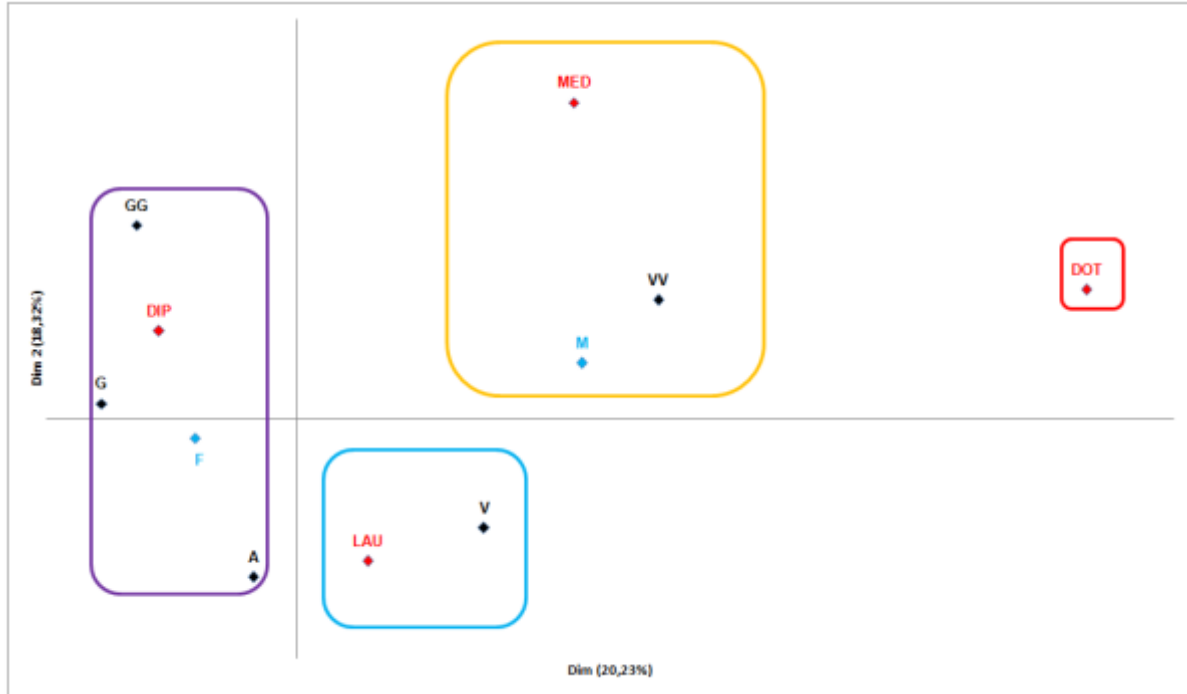 MED
GG
DOT
VV
DIP
M
G
F
V
LAU
A
Dim 2 (18,32%)
Dim (20,23%)